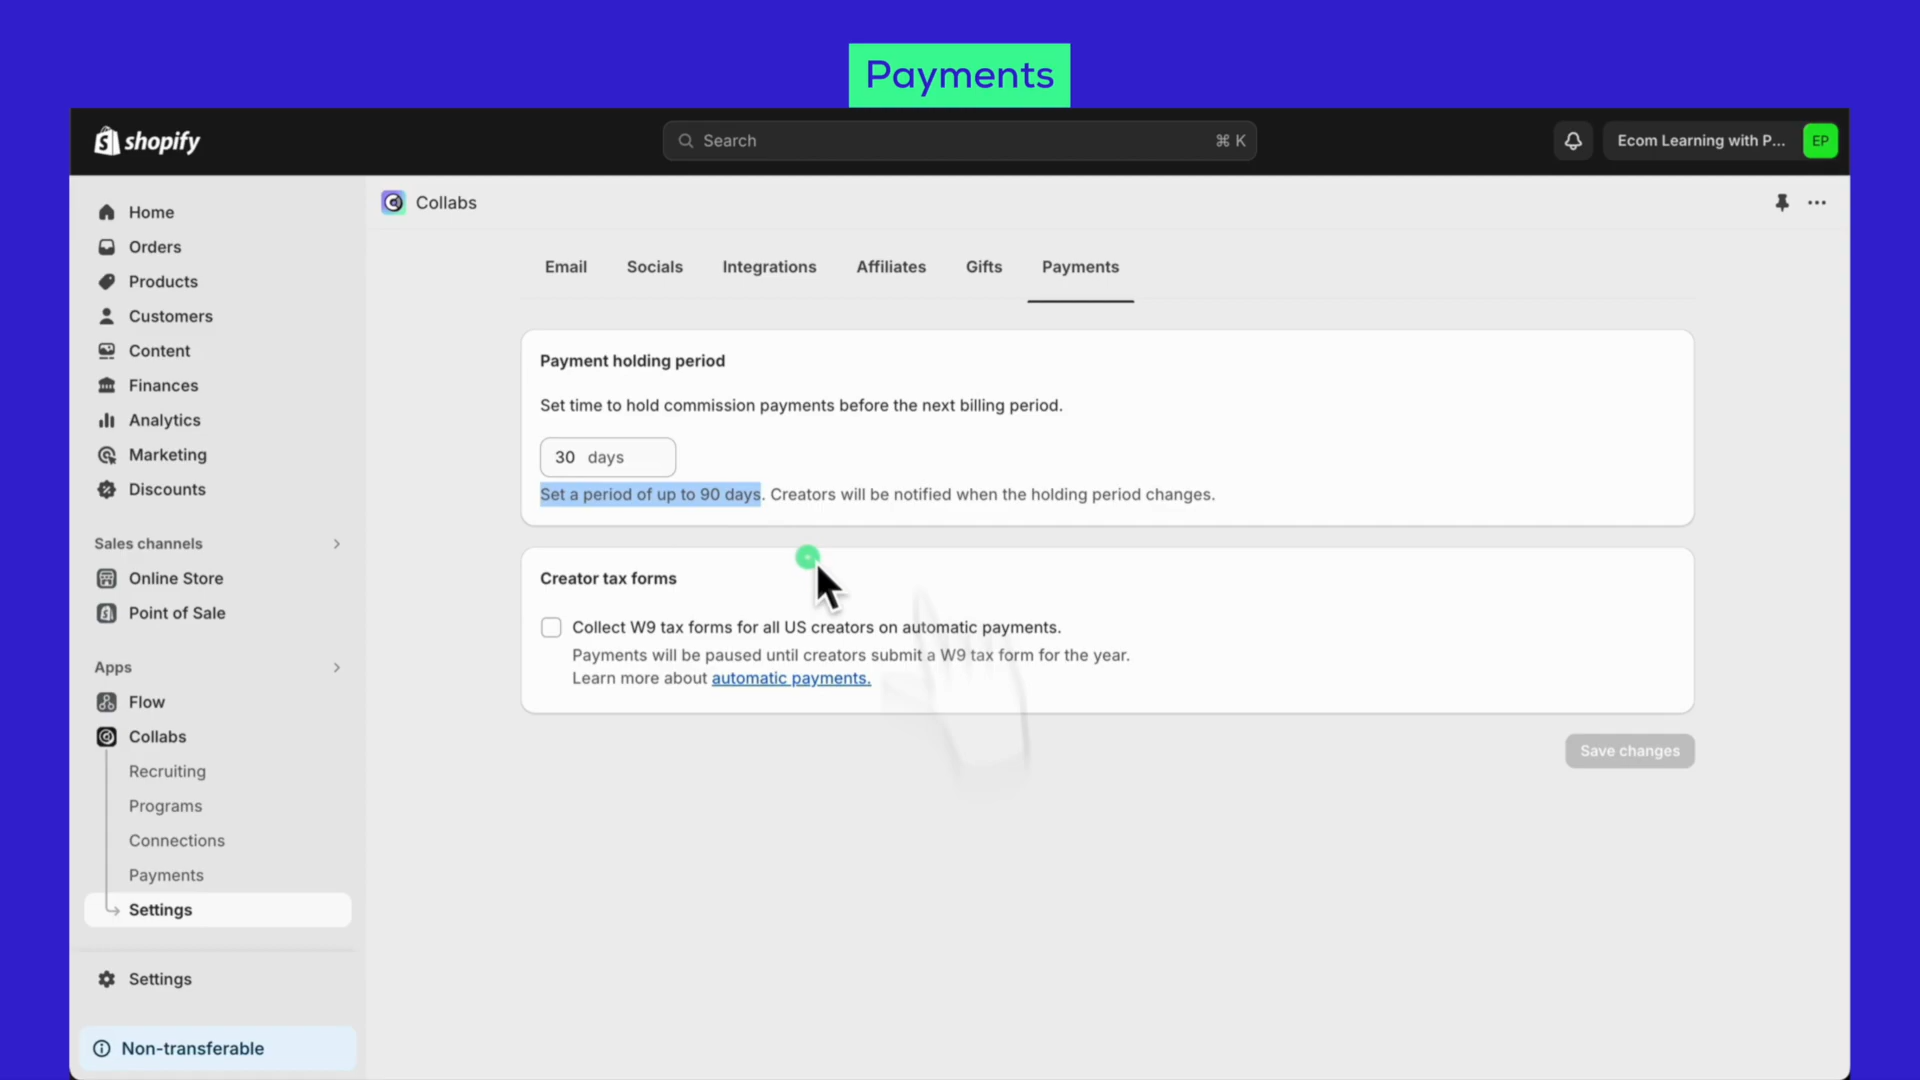 Payments
shopify
Search
⌘ K
Ecom Learning with P...
EP
Home
Orders
Products
Customers
Content
Finances
Analytics
Marketing
Discounts
Sales channels
Online Store
Point of Sale
Apps
Flow
Collabs
Recruiting
Programs
Connections
Payments
Settings
Settings
Non-transferable
Collabs
Email Socials Integrations Affiliates Gifts Payments
Payment holding period
Set time to hold commission payments before the next billing period.
30 days
Set a period of up to 90 days. Creators will be notified when the holding period changes.
Creator tax forms
Collect W9 tax forms for all US creators on automatic payments.
Payments will be paused until creators submit a W9 tax form for the year.
Learn more about automatic payments.
Save changes